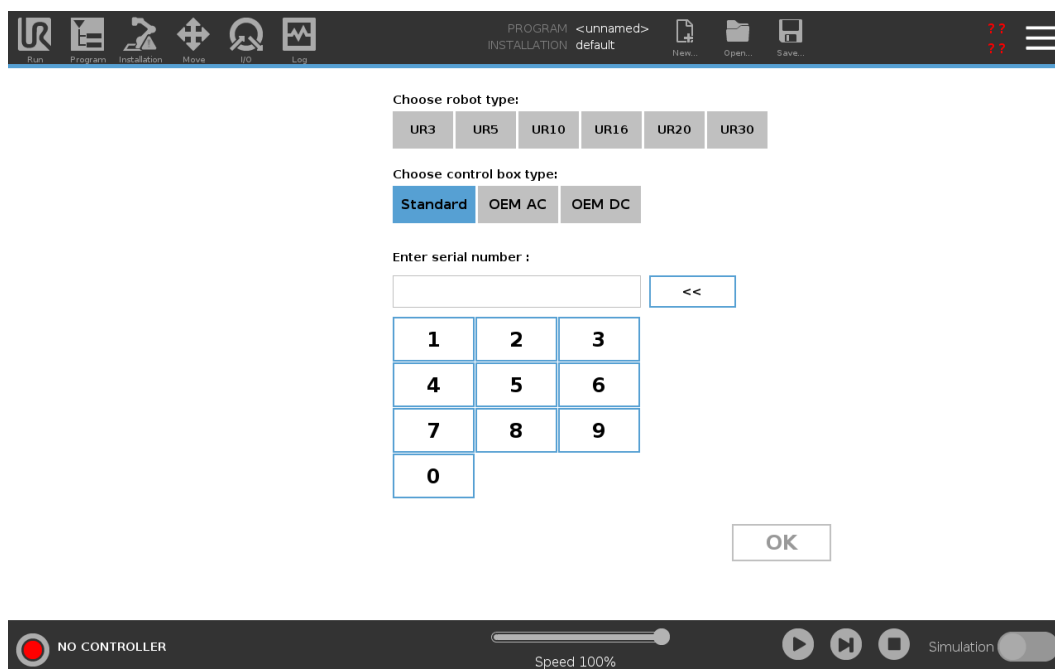 PROGRAM <unnamed>
INSTALLATION default
Run Program Installation Move I/O Log New... Open... Save...
? ?
? ?
Choose robot type:
UR3 UR5 UR10 UR16 UR20 UR30
Choose control box type:
Standard OEM AC OEM DC
Enter serial number :
<<
1 2 3
4 5 6
7 8 9
0
OK
NO CONTROLLER
Speed 100%
Simulation